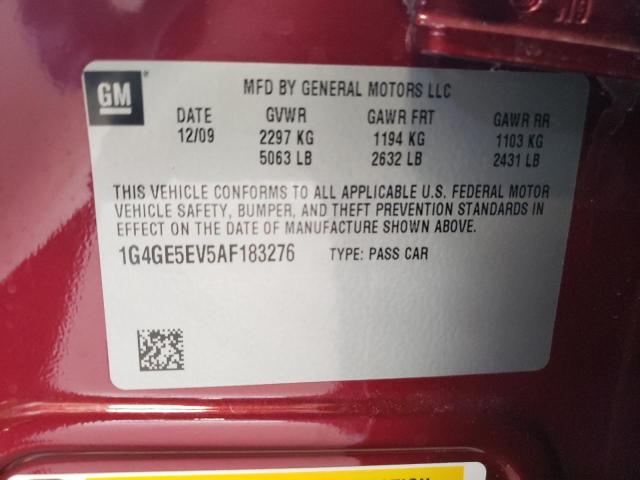 GM
MFD BY GENERAL MOTORS LLC
DATE GVWR GAWR FRT GAWR RR
12/09 2297 KG 1194 KG 1103 KG
5063 LB 2632 LB 2431 LB
THIS VEHICLE CONFORMS TO ALL APPLICABLE U.S. FEDERAL MOTOR
VEHICLE SAFETY, BUMPER, AND THEFT PREVENTION STANDARDS IN
EFFECT ON THE DATE OF MANUFACTURE SHOWN ABOVE.
1G4GE5EV5AF183276 TYPE: PASS CAR